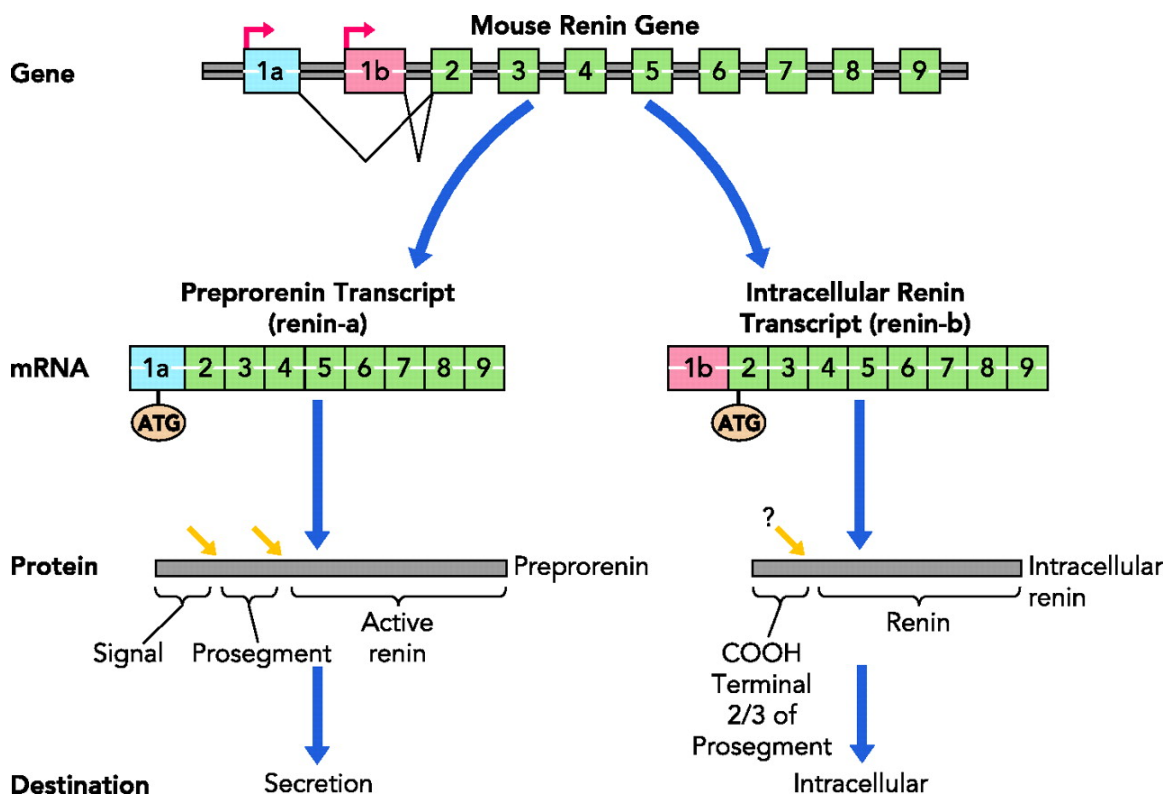 Mouse Renin Gene
Gene
1a 1b 2 3 4 5 6 7 8 9
Preprorenin Transcript
(renin-a)
Intracellular Renin
Transcript (renin-b)
mRNA
1a 2 3 4 5 6 7 8 9
1b 2 3 4 5 6 7 8 9
ATG
ATG
?
Protein
Preprorenin
Intracellular
renin
Signal
Prosegment
Active
renin
COOH
Terminal
2/3 of
Prosegment
Renin
Destination
Secretion
Intracellular